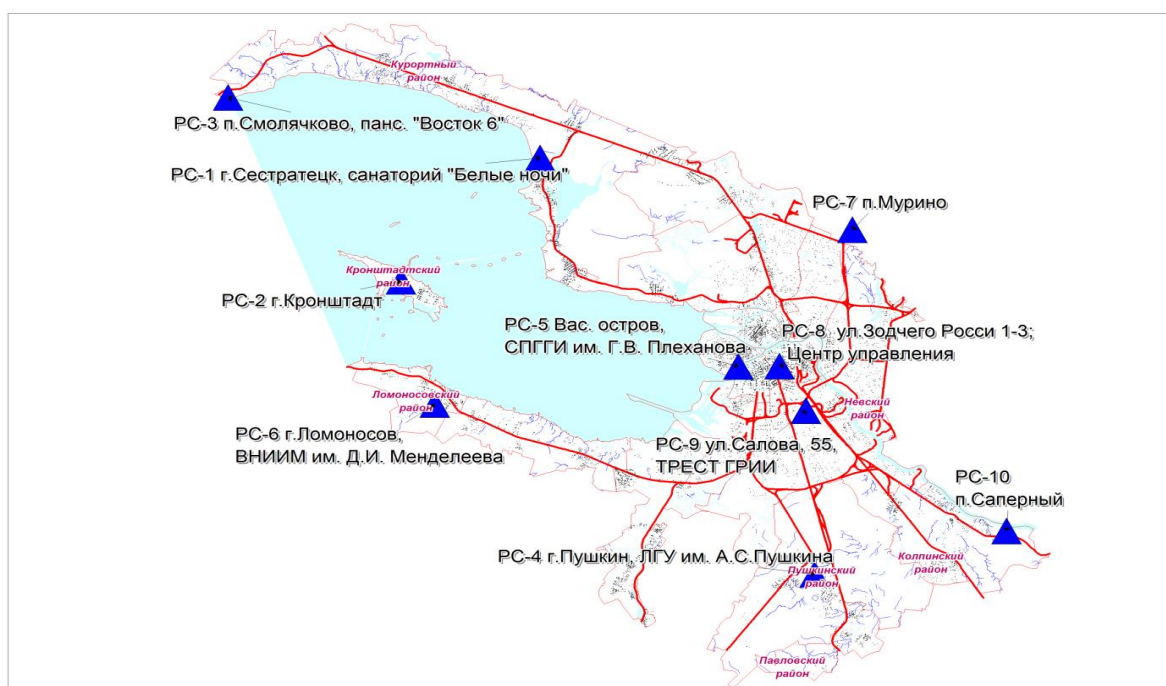 Курортный
район
РС-3 п.Смолячково, панс. "Восток 6"
РС-1 г.Сестратецк, санаторий "Белые ночи"
РС-7 п.Мурино
Кронштадтский
район
РС-2 г.Кронштадт
РС-5 Вас. остров,
СПГГИ им. Г.В. Плеханова
РС-8 ул.Зодчего Росси 1-3;
Центр управления
Ломоносовский
район
Невский
район
РС-6 г.Ломоносов,
ВНИИМ им. Д.И. Менделеева
РС-9 ул.Салова, 55,
ТРЕСТ ГРИИ
РС-10
п.Саперный
РС-4 г.Пушкин, ЛГУ им. А.С.Пушкина
Пушкинский
район
Колпинский
район
Павловский
район